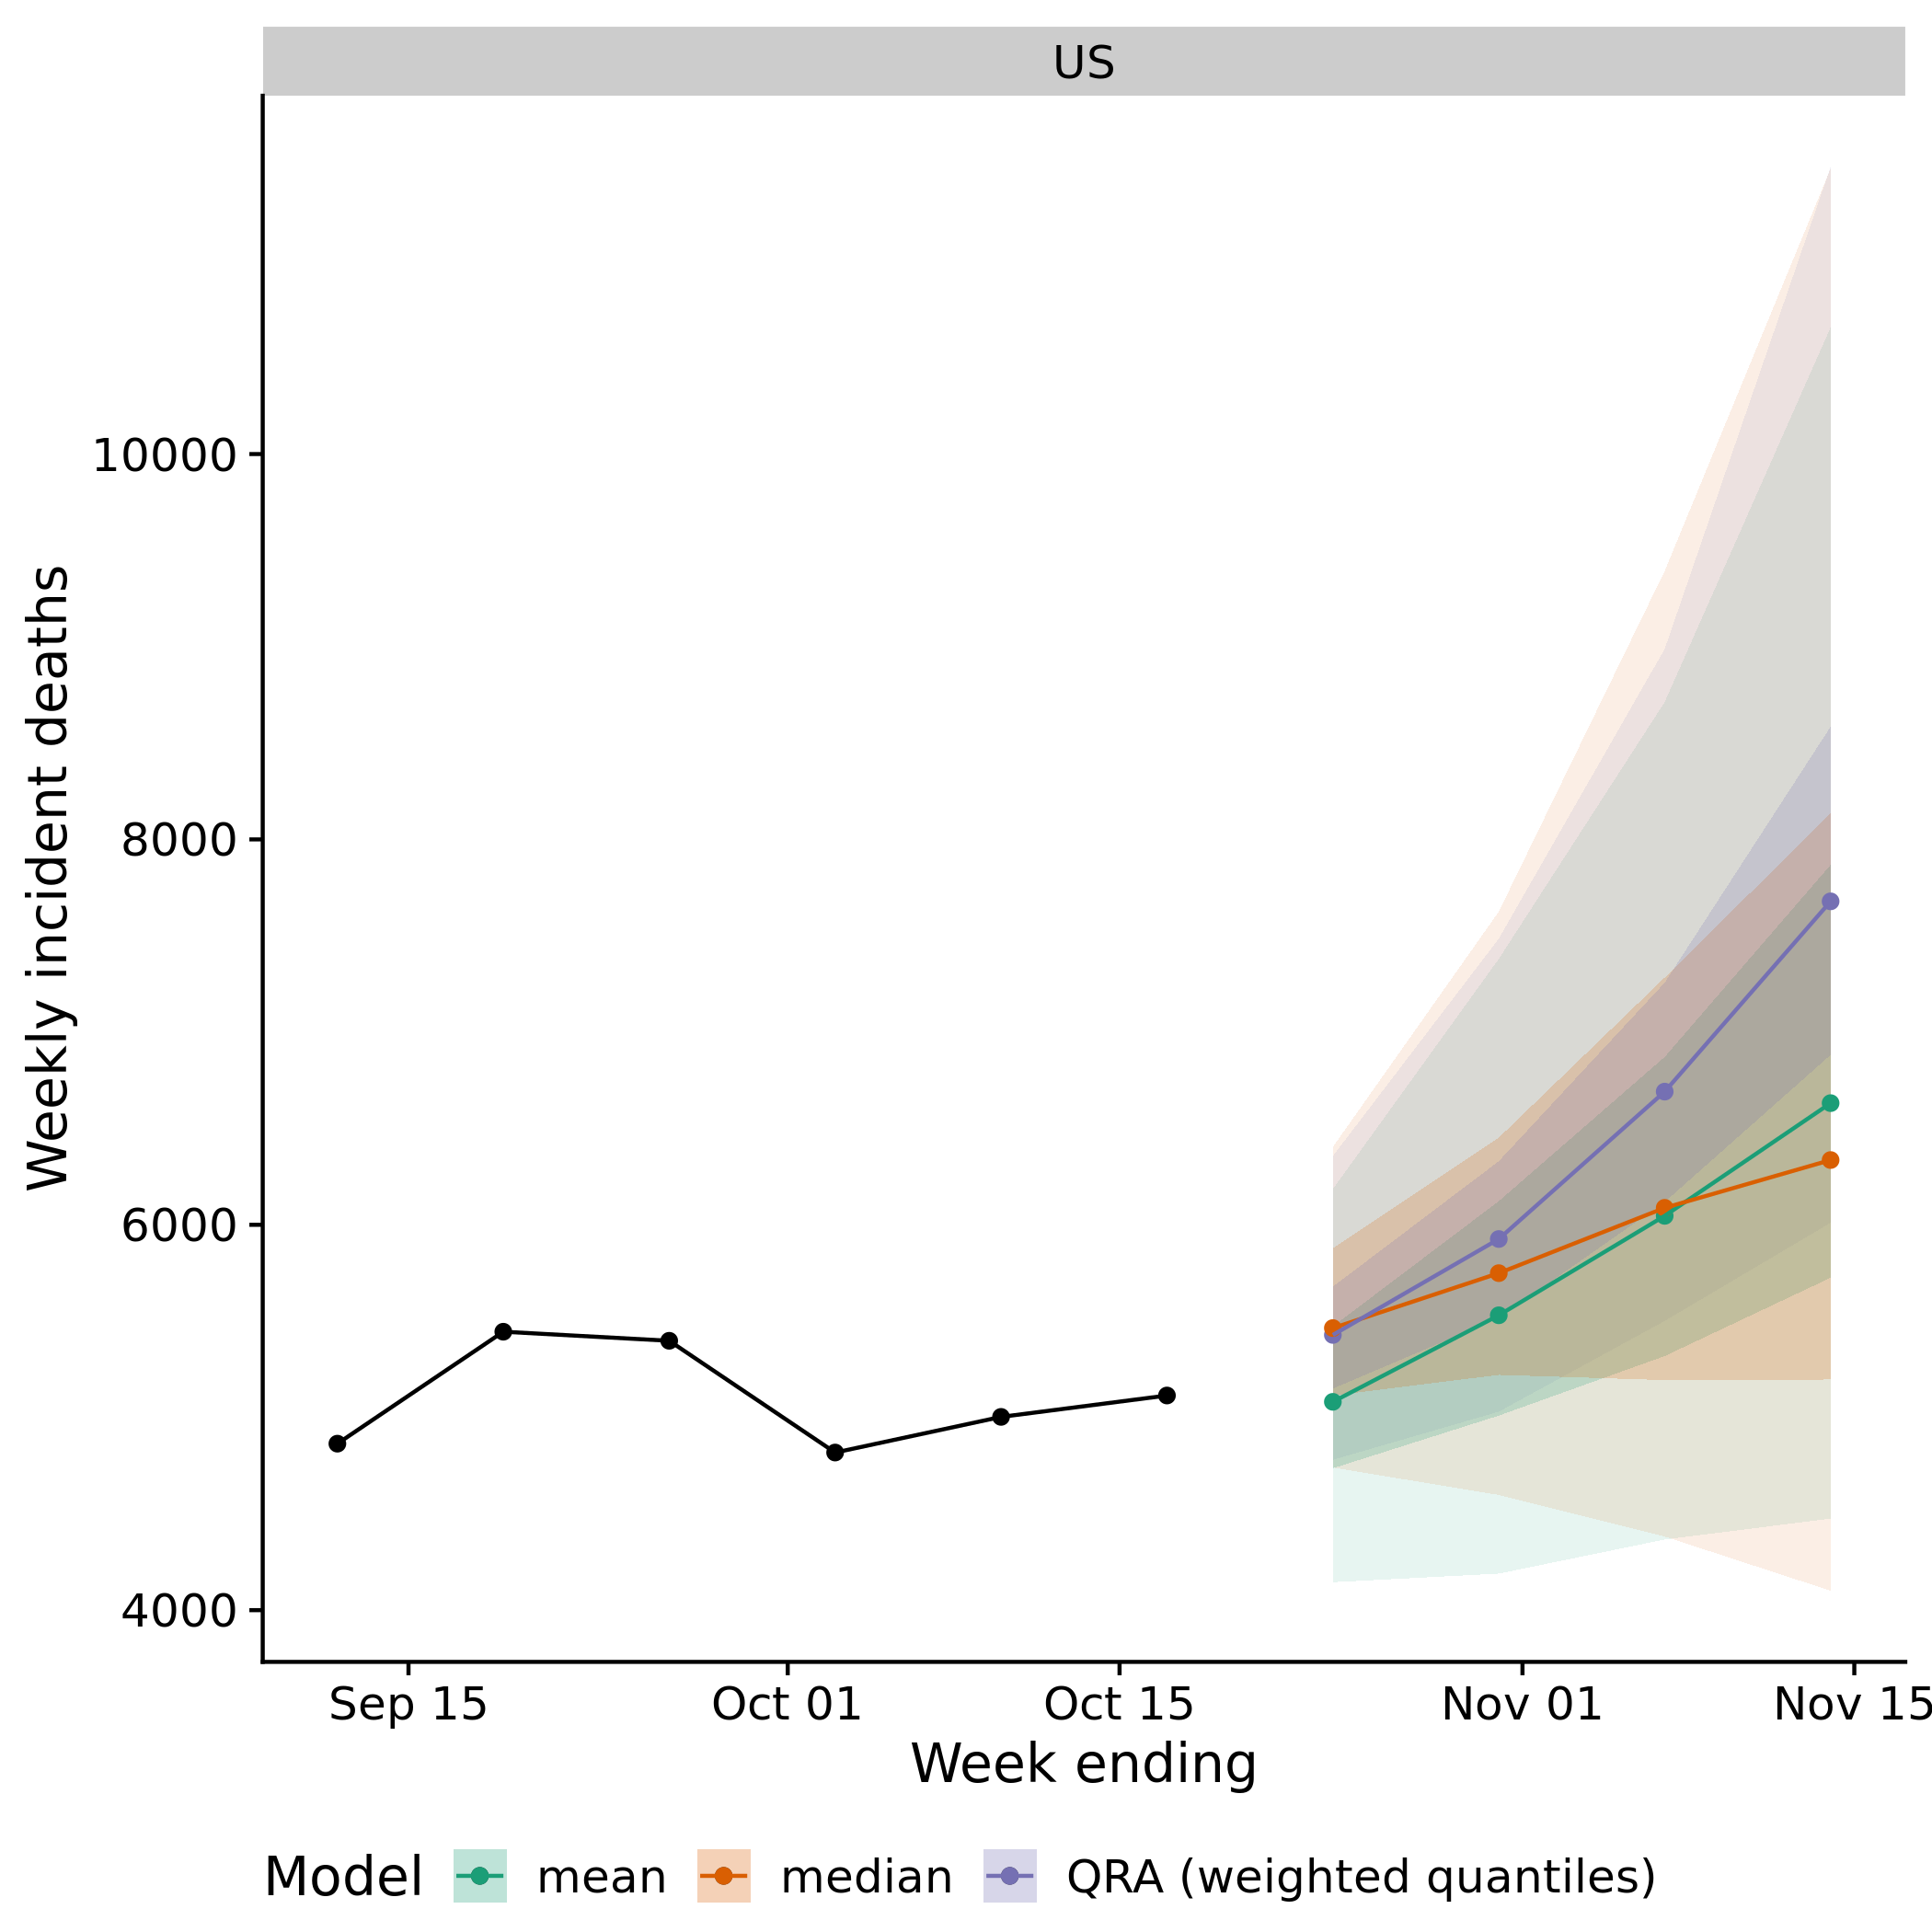 US
Weekly incident deaths
10000
8000
6000
4000
Sep 15 Oct 01 Oct 15 Nov 01 Nov 15
Week ending
Model mean median QRA (weighted quantiles)